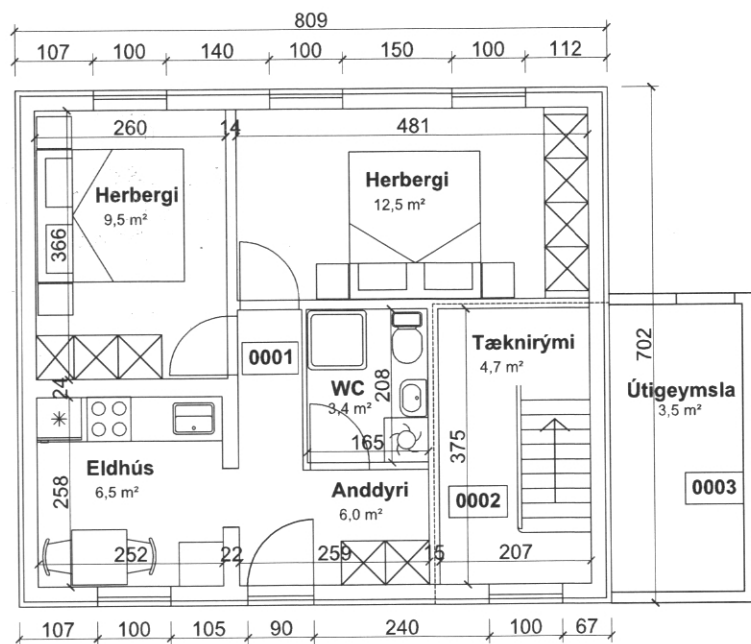 809
107 100 140 100 150 100 112
260 14 481
Herbergi
9,5 m²
Herbergi
12,5 m²
366
702
0001
Tæknirými
4,7 m²
WC
3,4 m²
208
165
Útigeymsla
3,5 m²
24
375
Eldhús
6,5 m²
258
Anddyri
6,0 m²
0002
0003
252 22 259 15 207
107 100 105 90 240 100 67